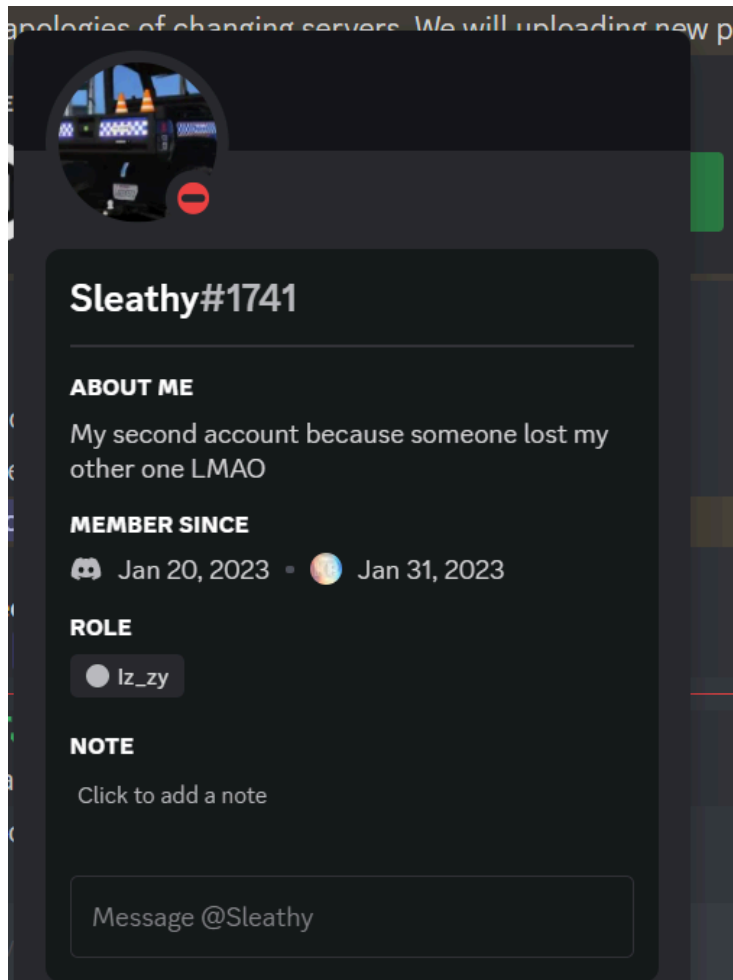 apologies of changing servers. We will uploading new p
Sleathy#1741
ABOUT ME
My second account because someone lost my
other one LMAO
MEMBER SINCE
Jan 20, 2023 • Jan 31, 2023
ROLE
Iz_zy
NOTE
Click to add a note
Message @Sleathy